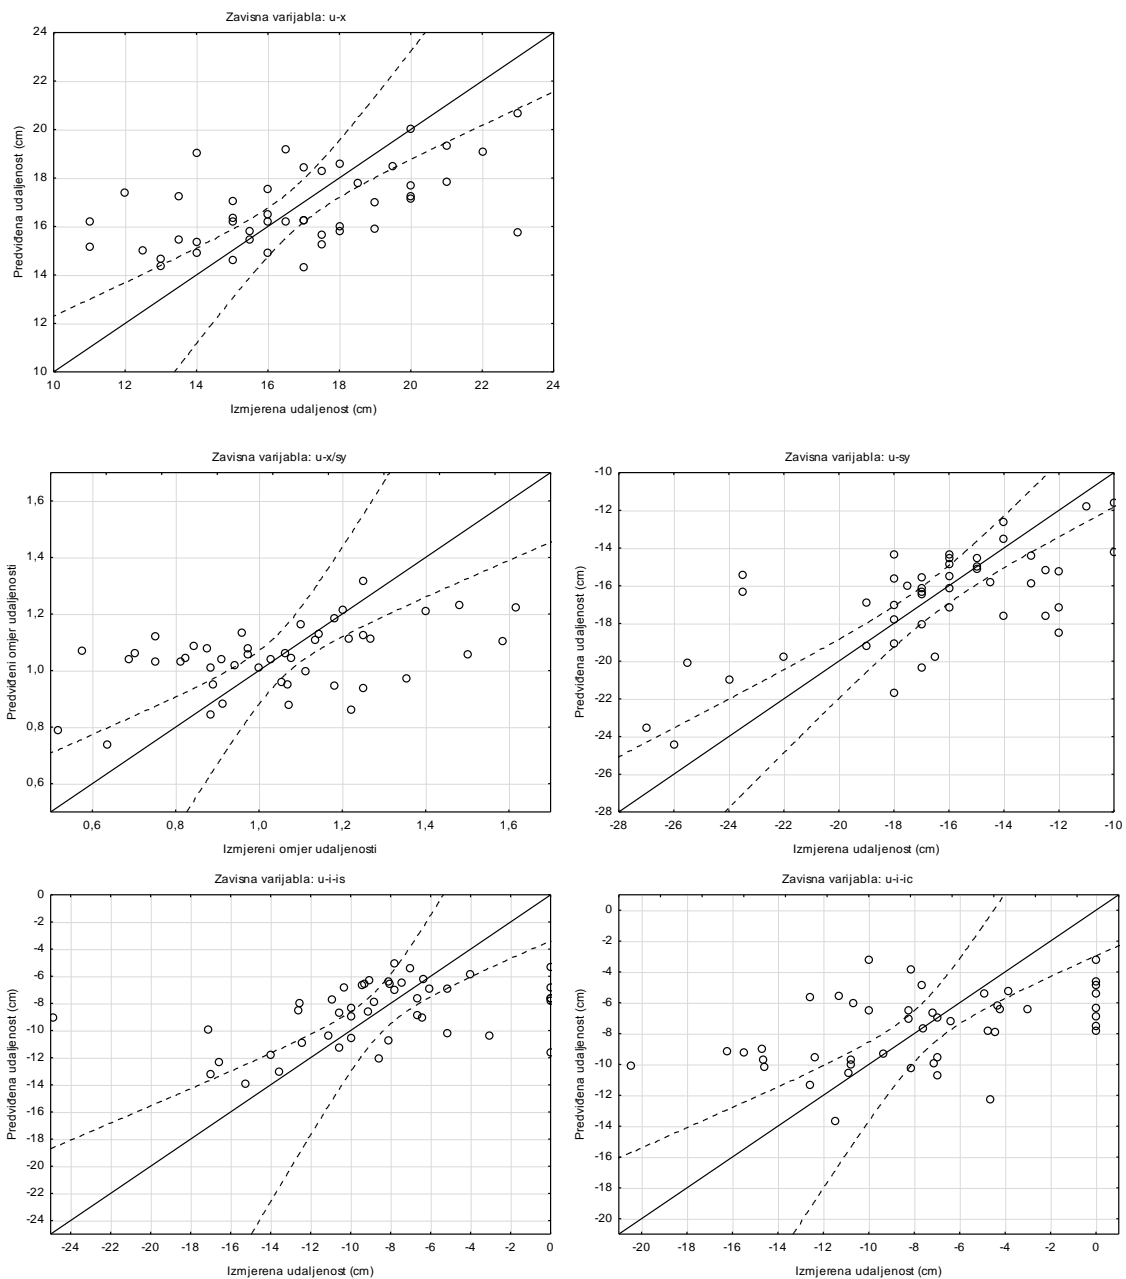 Zavisna varijabla: u-x
24
22
20
18
16
14
12
10
Predviđena udaljenost (cm)
10 12 14 16 18 20 22 24
Izmjerena udaljenost (cm)
Zavisna varijabla: u-x/sy
1,6
1,4
1,2
1,0
0,8
0,6
Predviđeni omjer udaljenosti
0,6 0,8 1,0 1,2 1,4 1,6
Izmjereni omjer udaljenosti
Zavisna varijabla: u-sy
-10
-12
-14
-16
-18
-20
-22
-24
-26
-28
Predviđena udaljenost (cm)
-28 -26 -24 -22 -20 -18 -16 -14 -12 -10
Izmjerena udaljenost (cm)
Zavisna varijabla: u-i-is
0
-2
-4
-6
-8
-10
-12
-14
-16
-18
-20
-22
-24
Predviđena udaljenost (cm)
-24 -22 -20 -18 -16 -14 -12 -10 -8 -6 -4 -2 0
Izmjerena udaljenost (cm)
Zavisna varijabla: u-i-ic
0
-2
-4
-6
-8
-10
-12
-14
-16
-18
-20
Predviđena udaljenost (cm)
-20 -18 -16 -14 -12 -10 -8 -6 -4 -2 0
Izmjerena udaljenost (cm)